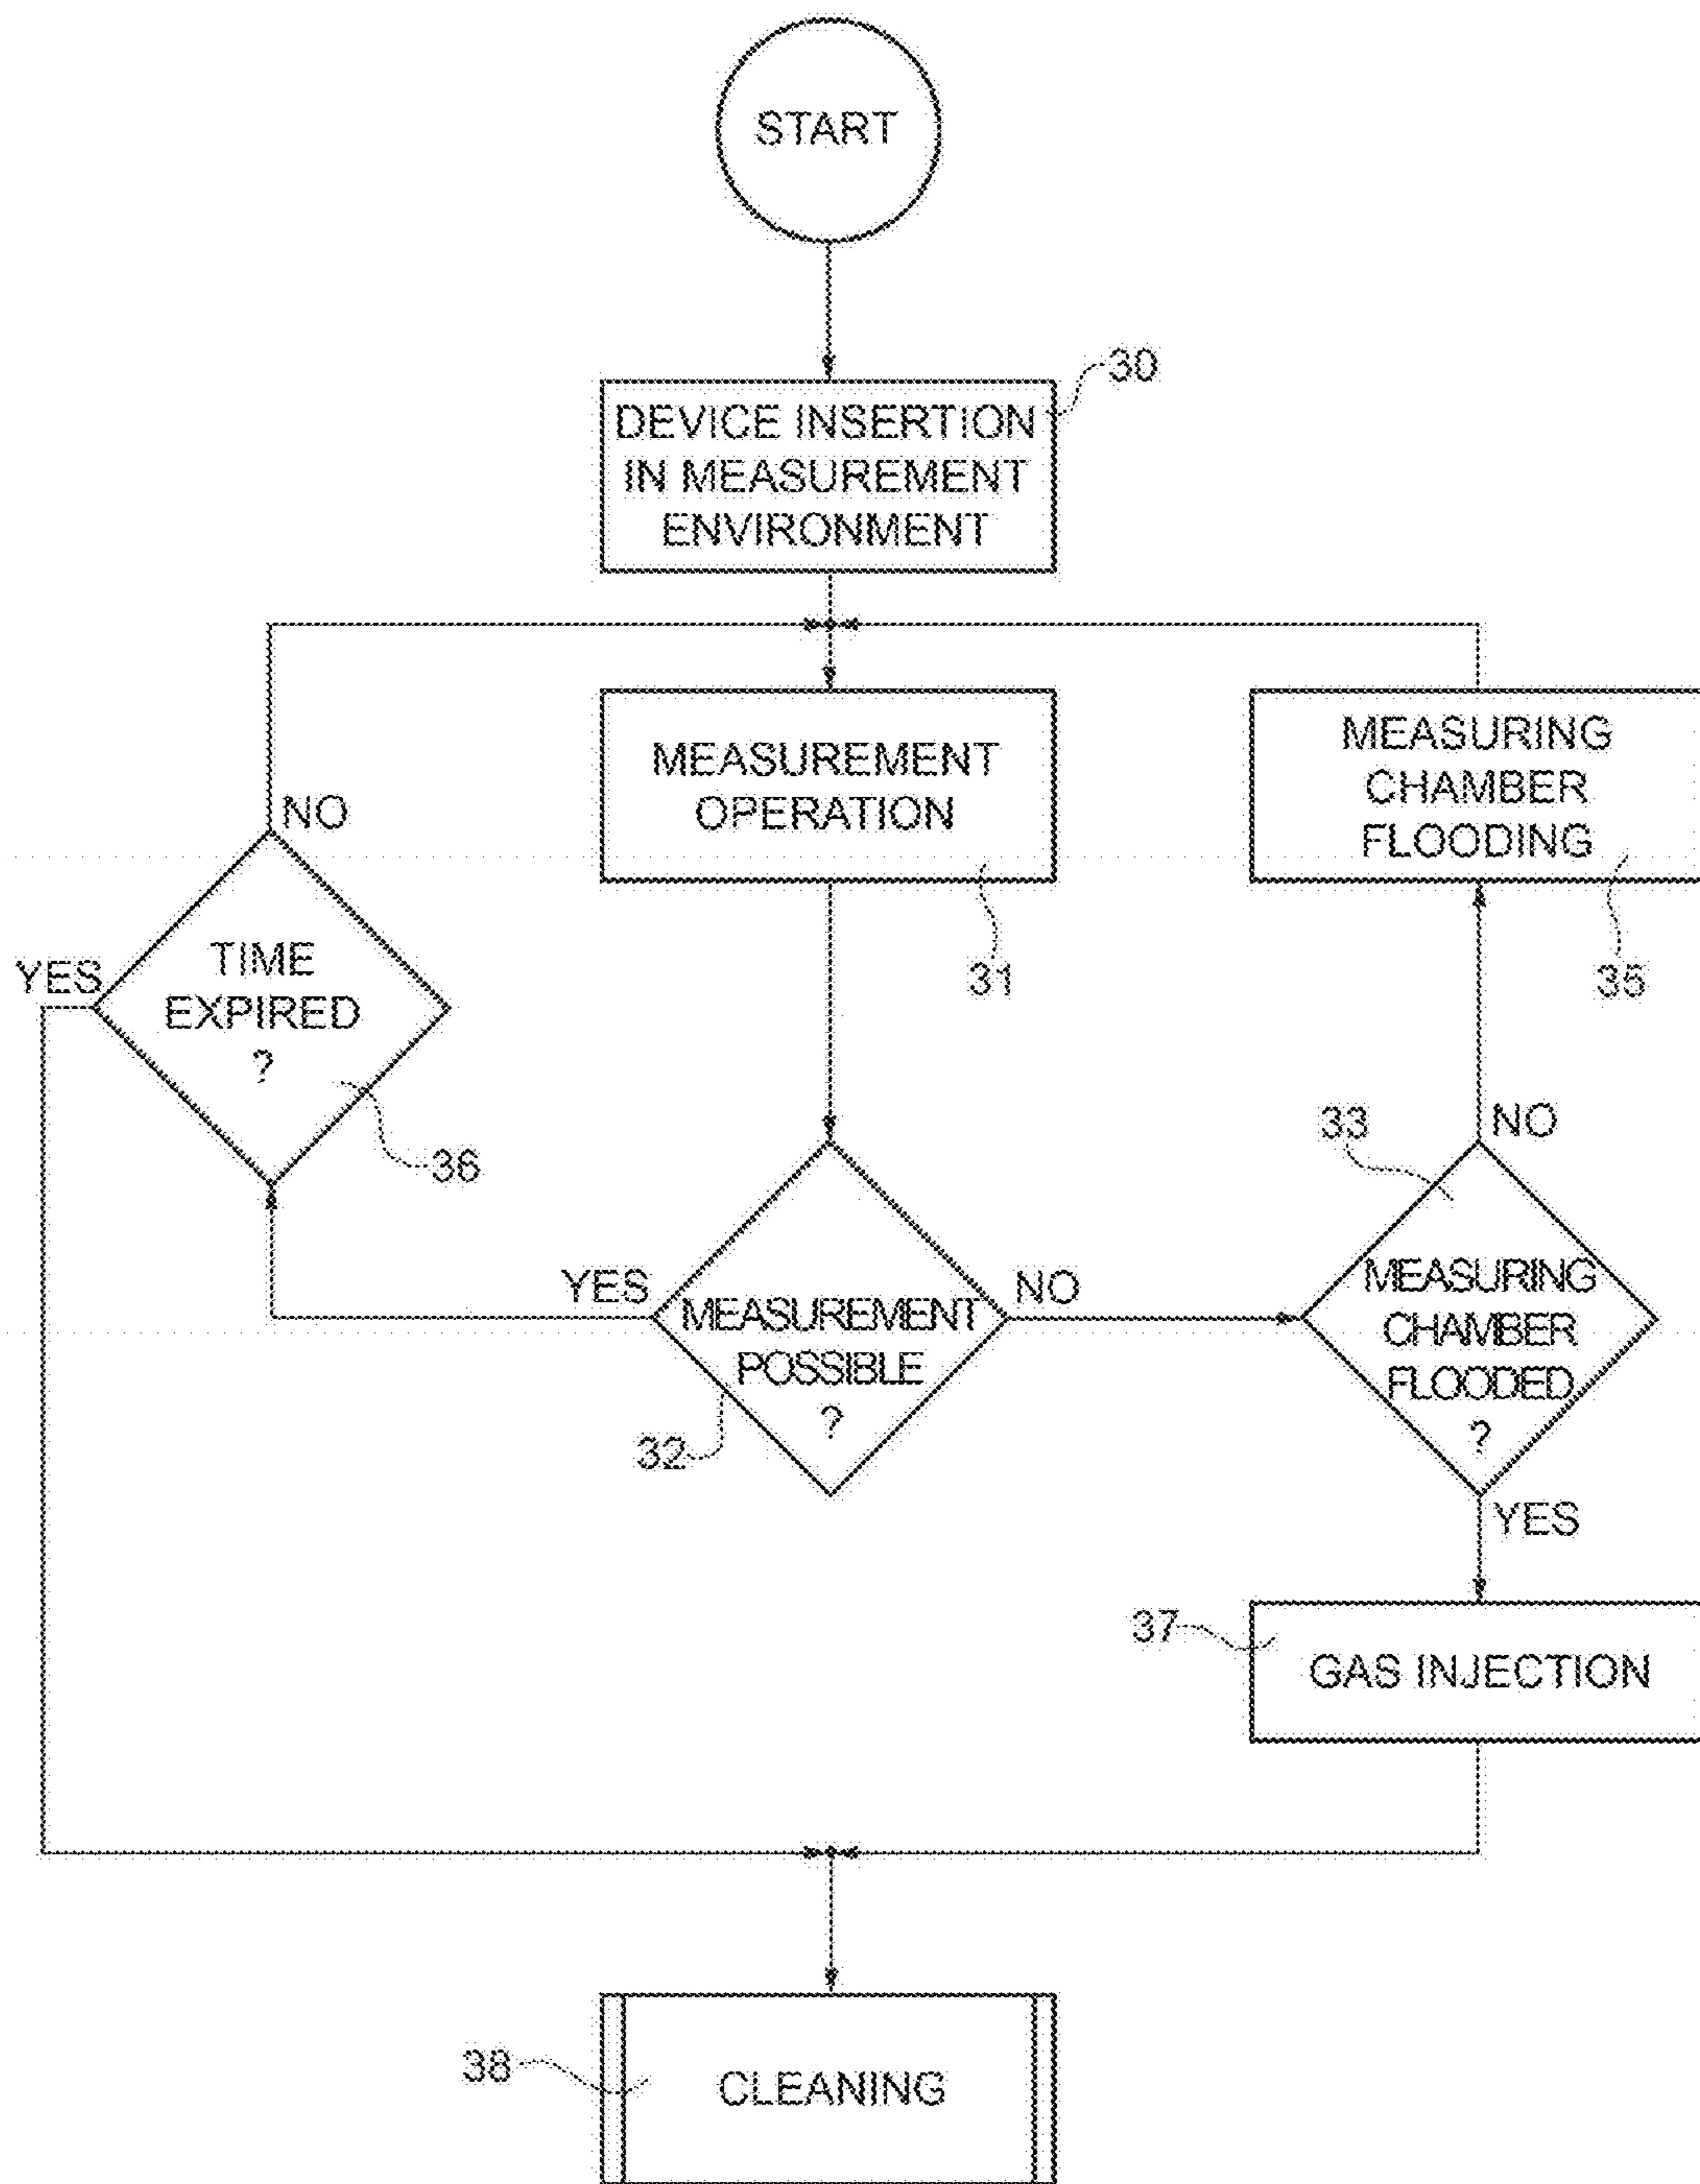 START
30
DEVICE INSERTION
IN MEASUREMENT
ENVIRONMENT
MEASUREMENT
OPERATION
31
MEASURING
CHAMBER
FLOODING
35
NO
YES
TIME
EXPIRED
?
36
33
NO
YES
MEASUREMENT
POSSIBLE
?
32
NO
MEASURING
CHAMBER
FLOODED
?
YES
37
GAS INJECTION
38
CLEANING